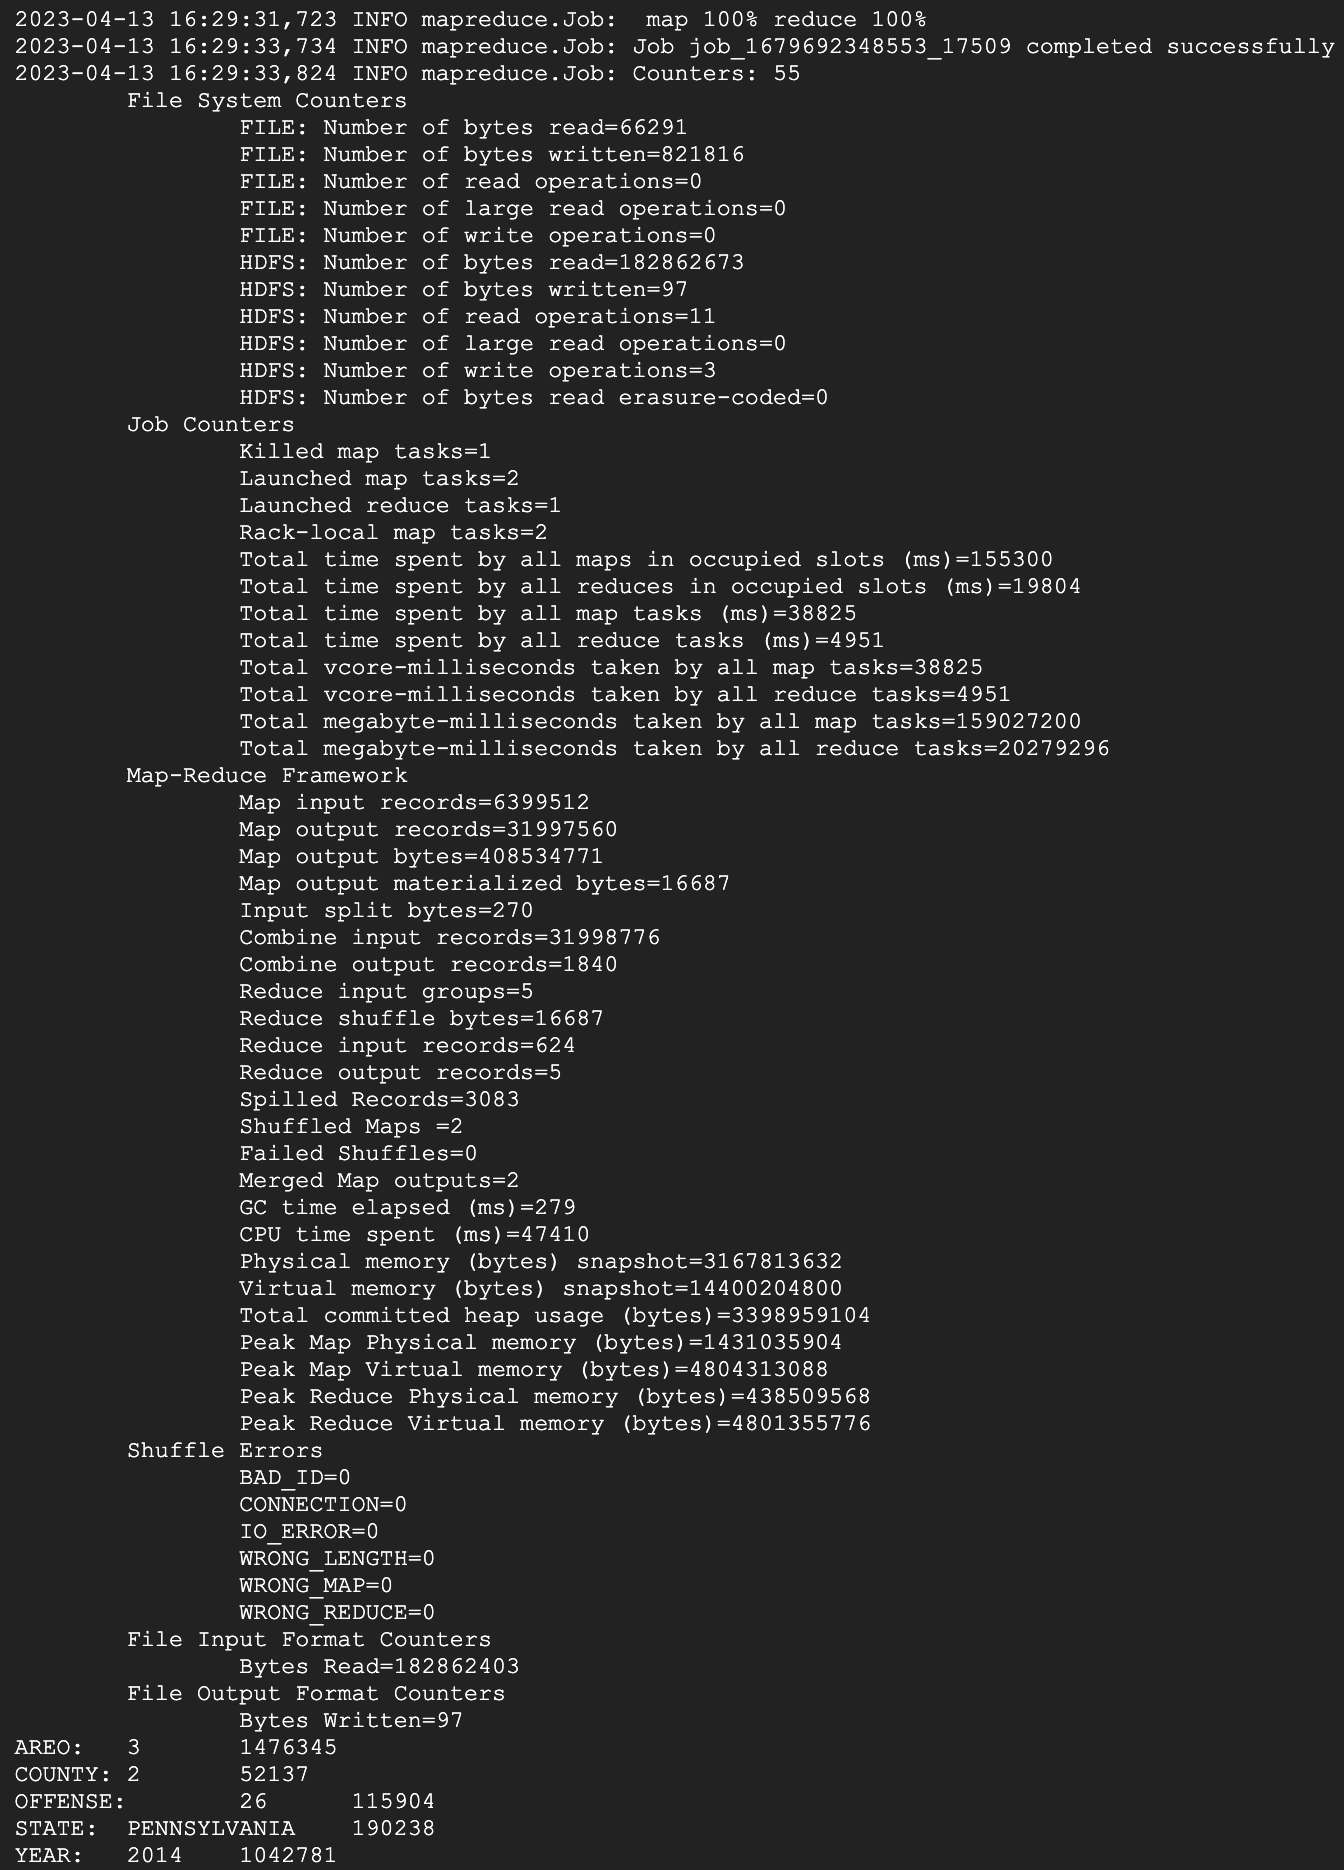 2023-04-13 16:29:31,723 INFO mapreduce.Job:  map 100% reduce 100%
2023-04-13 16:29:33,734 INFO mapreduce.Job: Job job_1679692348553_17509 completed successfully
2023-04-13 16:29:33,824 INFO mapreduce.Job: Counters: 55
File System Counters
FILE: Number of bytes read=66291
FILE: Number of bytes written=821816
FILE: Number of read operations=0
FILE: Number of large read operations=0
FILE: Number of write operations=0
HDFS: Number of bytes read=182862673
HDFS: Number of bytes written=97
HDFS: Number of read operations=11
HDFS: Number of large read operations=0
HDFS: Number of write operations=3
HDFS: Number of bytes read erasure-coded=0
Job Counters
Killed map tasks=1
Launched map tasks=2
Launched reduce tasks=1
Rack-local map tasks=2
Total time spent by all maps in occupied slots (ms)=155300
Total time spent by all reduces in occupied slots (ms)=19804
Total time spent by all map tasks (ms)=38825
Total time spent by all reduce tasks (ms)=4951
Total vcore-milliseconds taken by all map tasks=38825
Total vcore-milliseconds taken by all reduce tasks=4951
Total megabyte-milliseconds taken by all map tasks=159027200
Total megabyte-milliseconds taken by all reduce tasks=20279296
Map-Reduce Framework
Map input records=6399512
Map output records=31997560
Map output bytes=408534771
Map output materialized bytes=16687
Input split bytes=270
Combine input records=31998776
Combine output records=1840
Reduce input groups=5
Reduce shuffle bytes=16687
Reduce input records=624
Reduce output records=5
Spilled Records=3083
Shuffled Maps =2
Failed Shuffles=0
Merged Map outputs=2
GC time elapsed (ms)=279
CPU time spent (ms)=47410
Physical memory (bytes) snapshot=3167813632
Virtual memory (bytes) snapshot=14400204800
Total committed heap usage (bytes)=3398959104
Peak Map Physical memory (bytes)=1431035904
Peak Map Virtual memory (bytes)=4804313088
Peak Reduce Physical memory (bytes)=438509568
Peak Reduce Virtual memory (bytes)=4801355776
Shuffle Errors
BAD_ID=0
CONNECTION=0
IO_ERROR=0
WRONG_LENGTH=0
WRONG_MAP=0
WRONG_REDUCE=0
File Input Format Counters
Bytes Read=182862403
File Output Format Counters
Bytes Written=97
AREO:   3       1476345
COUNTY: 2       52137
OFFENSE:        26      115904
STATE:  PENNSYLVANIA    190238
YEAR:   2014    1042781